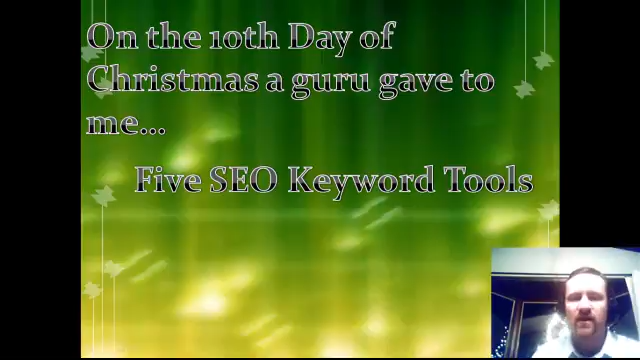 On the 10th Day of
Christmas a guru gave to
me...
Five SEO Keyword Tools